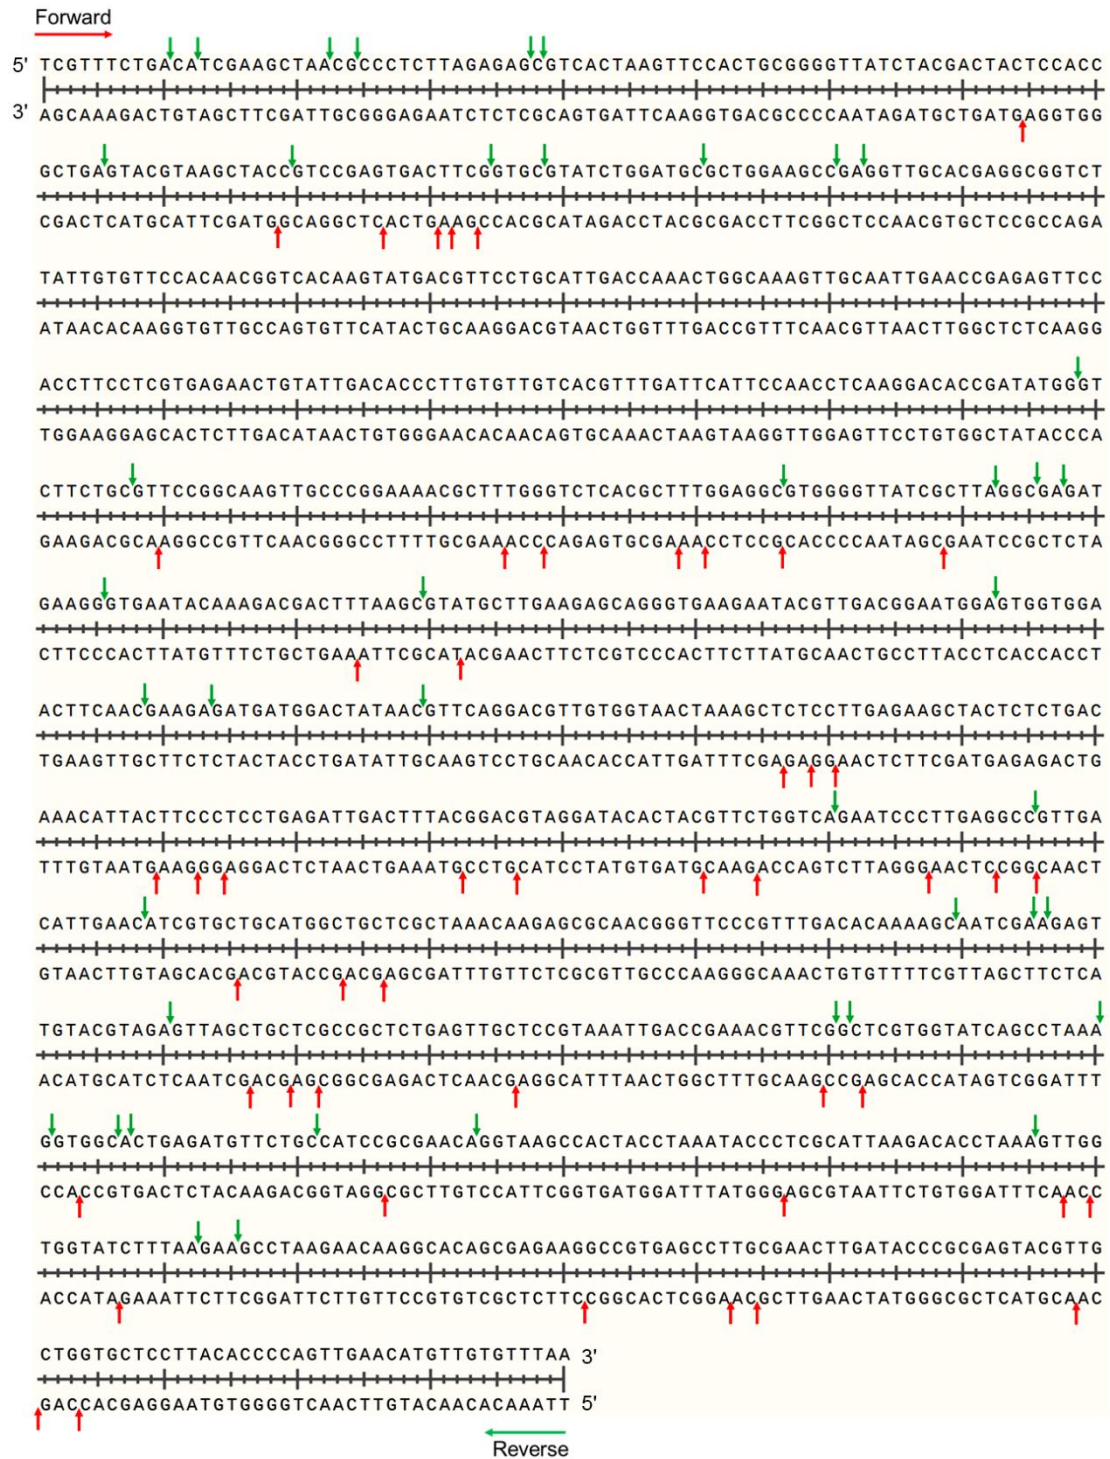 Forward
5' TCGTTTCTGACATCGAAGCTAACGCCCTCTTAGAGAGCGTCACTAAGTTCCACTGCGGGGTTATCTACGACTACTCCACC
3' AGCAAAGACTGTAGCTTCGATTGCGGGAGAATCTCTCGCAGTGATTCAAGGTGACGCCCCAATAGATGCTGATGAGGTGG
GCTGAGTACGTAAGCTACCGTCCGAGTGACTTCGGTGCGTATCTGGATGCGCTGGAAGCCGAGGTTGCACGAGGCGGTCT
CGACTCATGCATTCGATGGCAGGCTCACTGAAGCCACGCATAGACCTACGCGACCTTCGGCTCCAACGTGCTCCGCCAGA
TATTGTGTTCCACAACGGTCACAAGTATGACGTTCCTGCATTGACCAAACTGGCAAAGTTGCAATTGAACCGAGAGTTCC
ATAACACAAGGTGTTGCCAGTGTTCATACTGCAAGGACGTAACTGGTTTGACCGTTTCAACGTTAACTTGGCTCTCAAGG
ACCTTCCTCGTGAGAACTGTATTGACACCCTTGTGTTGTCACGTTTGATTCATTCCAACCTCAAGGACACCGATATGGGT
TGGAAGGAGCACTCTTGACATAACTGTGGGAACACAACAGTGCAAACTAAGTAAGGTTGGAGTTCCTGTGGCTATACCCA
CTTCTGCGTTCCGGCAAGTTGCCCGGAAAACGCTTTGGGTCTCACGCTTTGGAGGCGTGGGGTTATCGCTTAGGCGAGAT
GAAGACGCAAGGCCGTTCAACGGGCCTTTTGCGAAACCCAGAGTGCGAAACCTCCGCACCCCAATAGCGAATCCGCTCTA
GAAGGGTGAATACAAAGACGACTTTAAGCGTATGCTTGAAGAGCAGGGTGAAGAATACGTTGACGGAATGGAGTGGTGGA
CTTCCCACTTATGTTTCTGCTGAAATTCGCATACGAACTTCTCGTCCCACTTCTTATGCAACTGCCTTACCTCACCACCT
ACTTCAACGAAGAGATGATGGACTATAACGTTCAGGACGTTGTGGTAACTAAAGCTCTCCTTGAGAAGCTACTCTCTGAC
TGAAGTTGCTTCTCTACTACCTGATATTGCAAGTCCTGCAACACCATTGATTTCGAGAGGAACTCTTCGATGAGAGACTG
AAACATTACTTCCCTCCTGAGATTGACTTTACGGACGTAGGATACACTACGTTCTGGTCAGAATCCCTTGAGGCCGTTGA
TTTGTAATGAAGGGAGGACTCTAACTGAAATGCCTGCATCCTATGTGATGCAAGACCAGTCTTAGGGAACTCCGGCAACT
CATTGAACATCGTGCTGCATGGCTGCTCGCTAAACAAGAGCGCAACGGGTTCCCGTTTGACACAAAAGCAATCGAAGAGT
GTAACTTGTAGCACGACGTACCGACGAGCGATTTGTTCTCGCGTTGCCCAAGGGCAAACTGTGTTTTCGTTAGCTTCTCA
TGTACGTAGAGTTAGCTGCTCGCCGCTCTGAGTTGCTCCGTAAATTGACCGAAACGTTCGGCTCGTGGTATCAGCCTAAA
ACATGCATCTCAATCGACGAGCGGCGAGACTCAACGAGGCATTTAACTGGCTTTGCAAGCCGAGCACCATAGTCGGATTT
GGTGGCACTGAGATGTTCTGCCATCCGCGAACAGGTAAGCCACTACCTAAATACCCTCGCATTAAGACACCTAAAGTTGG
CCACCGTGACTCTACAAGACGGTAGGCGCTTGTCCATTCGGTGATGGATTTATGGGAGCGTAATTCTGTGGATTTCAACC
TGGTATCTTTAAGAAGCCTAAGAACAAGGCACAGCGAGAAGGCCGTGAGCCTTGCGAACTTGATACCCGCGAGTACGTTG
ACCATAGAAATTCTTCGGATTCTTGTTCCGTGTCGCTCTTCCGGCACTCGGAACGCTTGAACTATGGGCGCTCATGCAAC
CTGGTGCTCCTTACACCCCAGTTGAACATGTTGTGTTTAA 3'
GACCACGAGGAATGTGGGGTCAACTTGTACAACACAAATT 5'
Reverse